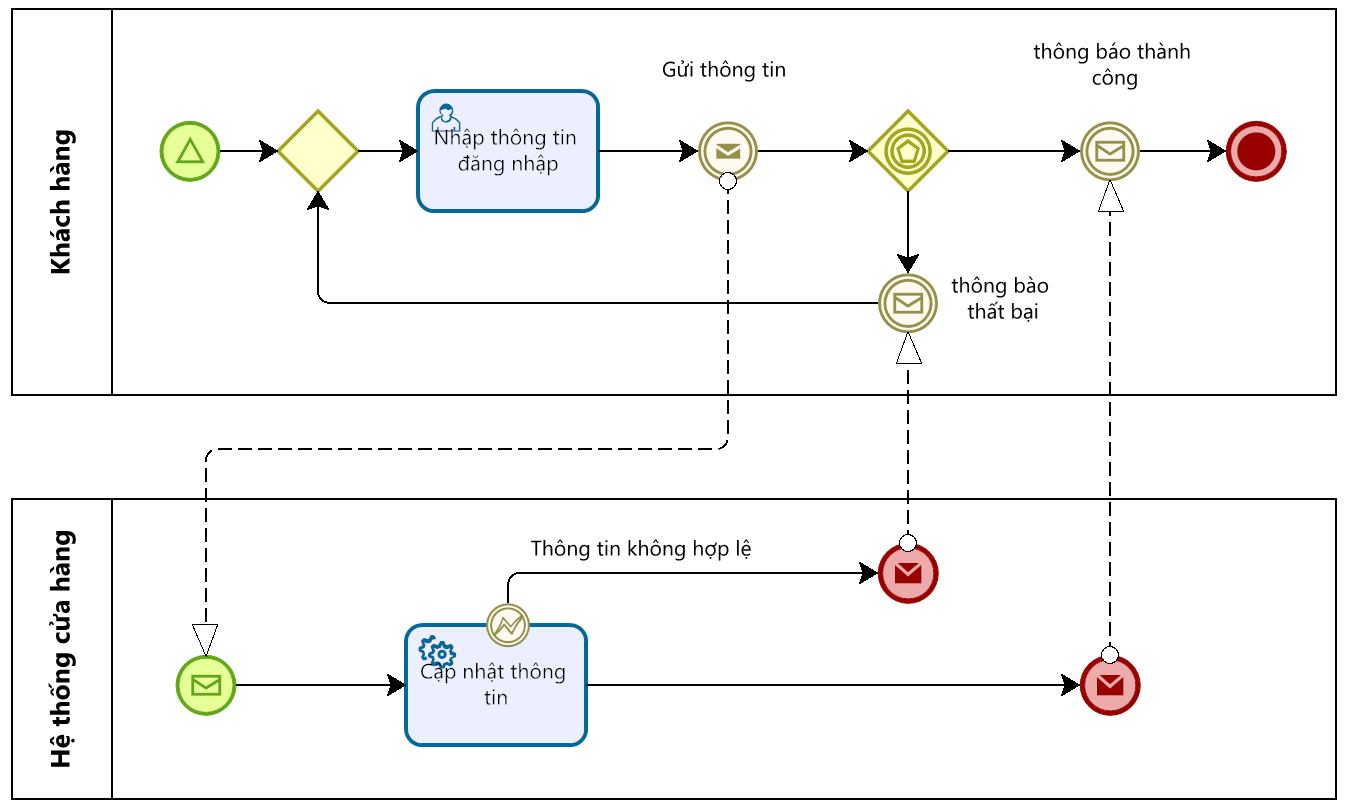 Khách hàng
Gửi thông tin
thông báo thành
công
Nhập thông tin
đăng nhập
thông bào
thất bại
Hệ thống cửa hàng
Thông tin không hợp lệ
Cập nhật thông
tin